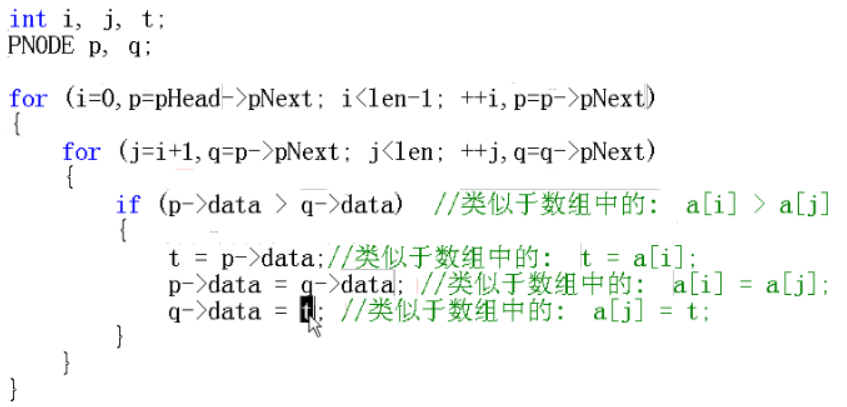 int i, j, t;
PNODE p, q;
for (i=0,p=pHead->pNext; i<len-1; ++i,p=p->pNext)
{
for (j=i+1,q=p->pNext; j<len; ++j,q=q->pNext)
{
if (p->data > q->data) //类似于数组中的: a[i] > a[j]
{
t = p->data;//类似于数组中的: t = a[i];
p->data = q->data; //类似于数组中的: a[i] = a[j];
q->data = t; //类似于数组中的: a[j] = t;
}
}
}